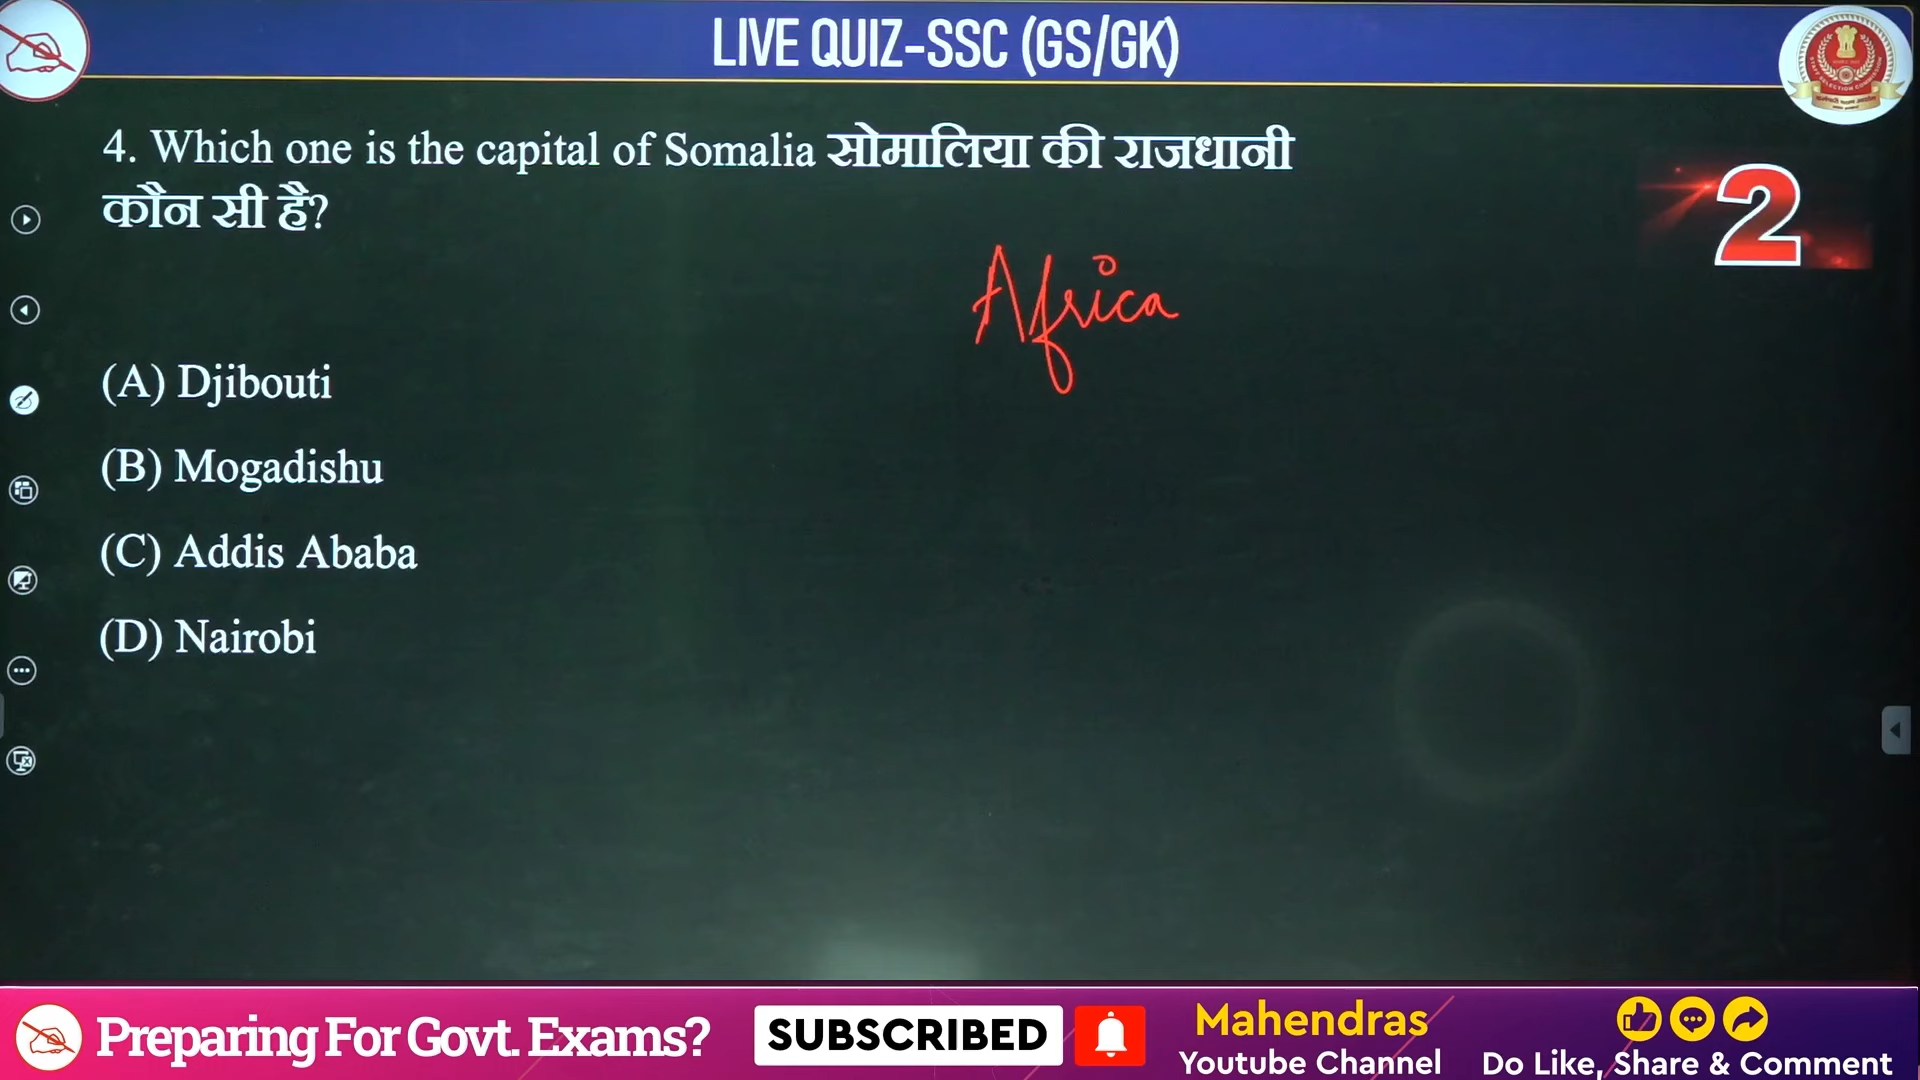 LIVE QUIZ-SSC (GS/GK)
4. Which one is the capital of Somalia सोमालिया की राजधानी
कौन सी है?
2
Africa
(A) Djibouti
(B) Mogadishu
(C) Addis Ababa
(D) Nairobi
Preparing For Govt. Exams?
SUBSCRIBED
Mahendras
Youtube Channel
Do Like, Share & Comment